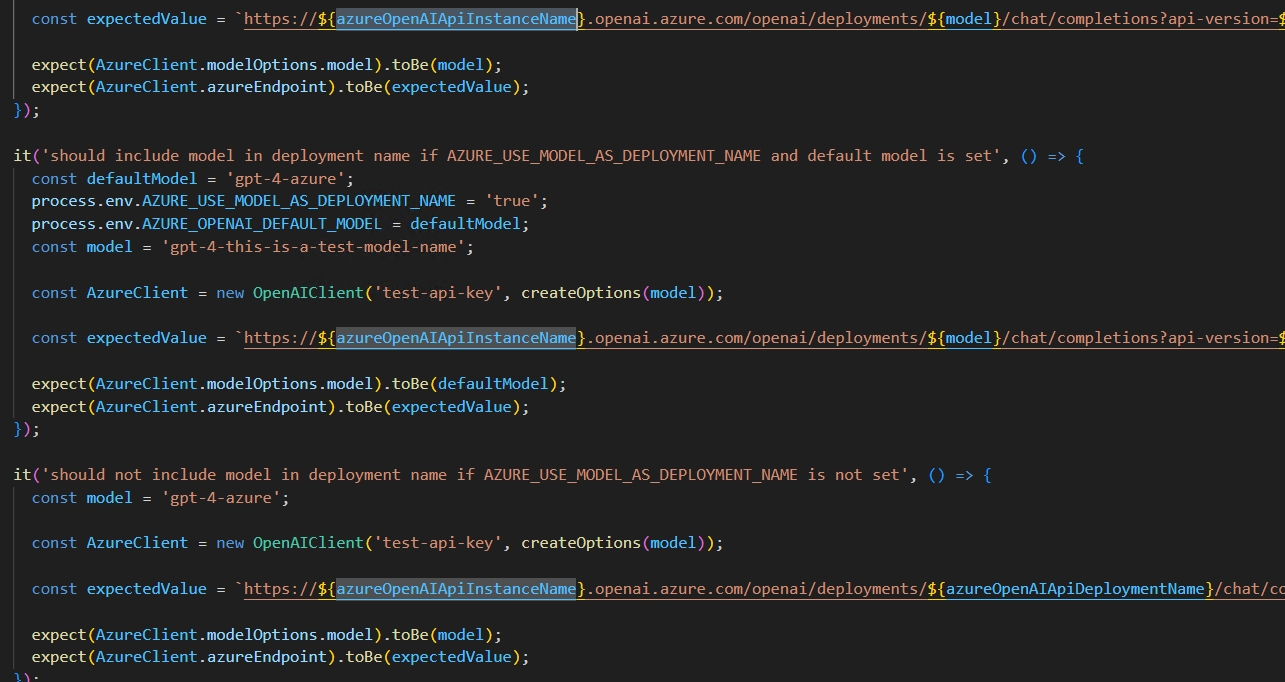 const expectedValue = `https://${azureOpenAIApiInstanceName}.openai.azure.com/openai/deployments/${model}/chat/completions?api-version=$
expect(AzureClient.modelOptions.model).toBe(model);
expect(AzureClient.azureEndpoint).toBe(expectedValue);
});
it('should include model in deployment name if AZURE_USE_MODEL_AS_DEPLOYMENT_NAME and default model is set', () => {
const defaultModel = 'gpt-4-azure';
process.env.AZURE_USE_MODEL_AS_DEPLOYMENT_NAME = 'true';
process.env.AZURE_OPENAI_DEFAULT_MODEL = defaultModel;
const model = 'gpt-4-this-is-a-test-model-name';
const AzureClient = new OpenAIClient('test-api-key', createOptions(model));
const expectedValue = `https://${azureOpenAIApiInstanceName}.openai.azure.com/openai/deployments/${model}/chat/completions?api-version=$
expect(AzureClient.modelOptions.model).toBe(defaultModel);
expect(AzureClient.azureEndpoint).toBe(expectedValue);
});
it('should not include model in deployment name if AZURE_USE_MODEL_AS_DEPLOYMENT_NAME is not set', () => {
const model = 'gpt-4-azure';
const AzureClient = new OpenAIClient('test-api-key', createOptions(model));
const expectedValue = `https://${azureOpenAIApiInstanceName}.openai.azure.com/openai/deployments/${azureOpenAIApiDeploymentName}/chat/co
expect(AzureClient.modelOptions.model).toBe(model);
expect(AzureClient.azureEndpoint).toBe(expectedValue);
});